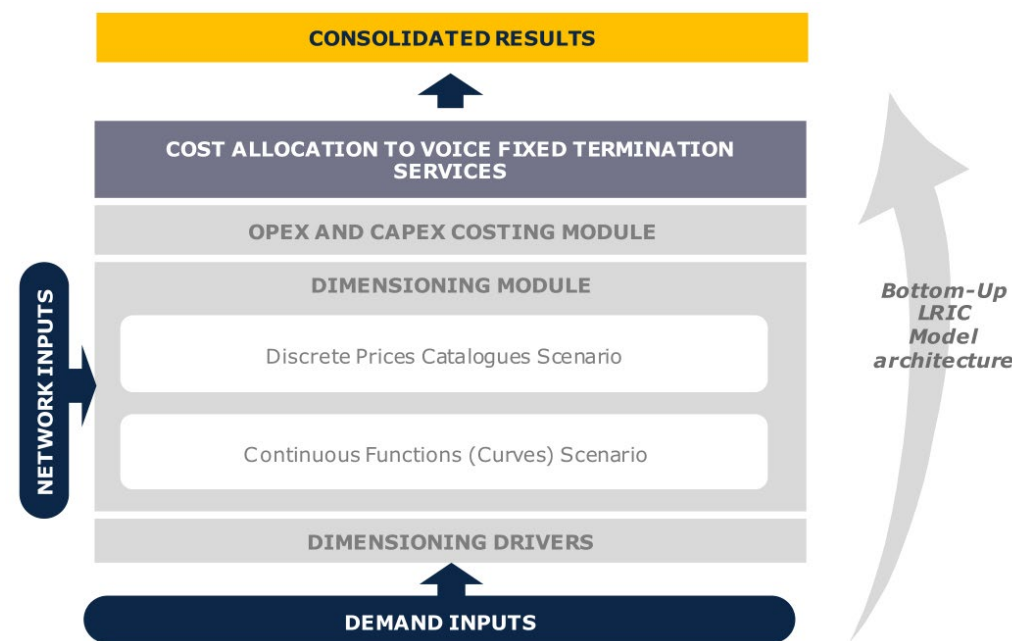 CONSOLIDATED RESULTS
COST ALLOCATION TO VOICE FIXED TERMINATION
SERVICES
OPEX AND CAPEX COSTING MODULE
DIMENSIONING MODULE
Discrete Prices Catalogues Scenario
Continuous Functions (Curves) Scenario
DIMENSIONING DRIVERS
DEMAND INPUTS
NETWORK INPUTS
Bottom-Up
LRIC
Model
architecture